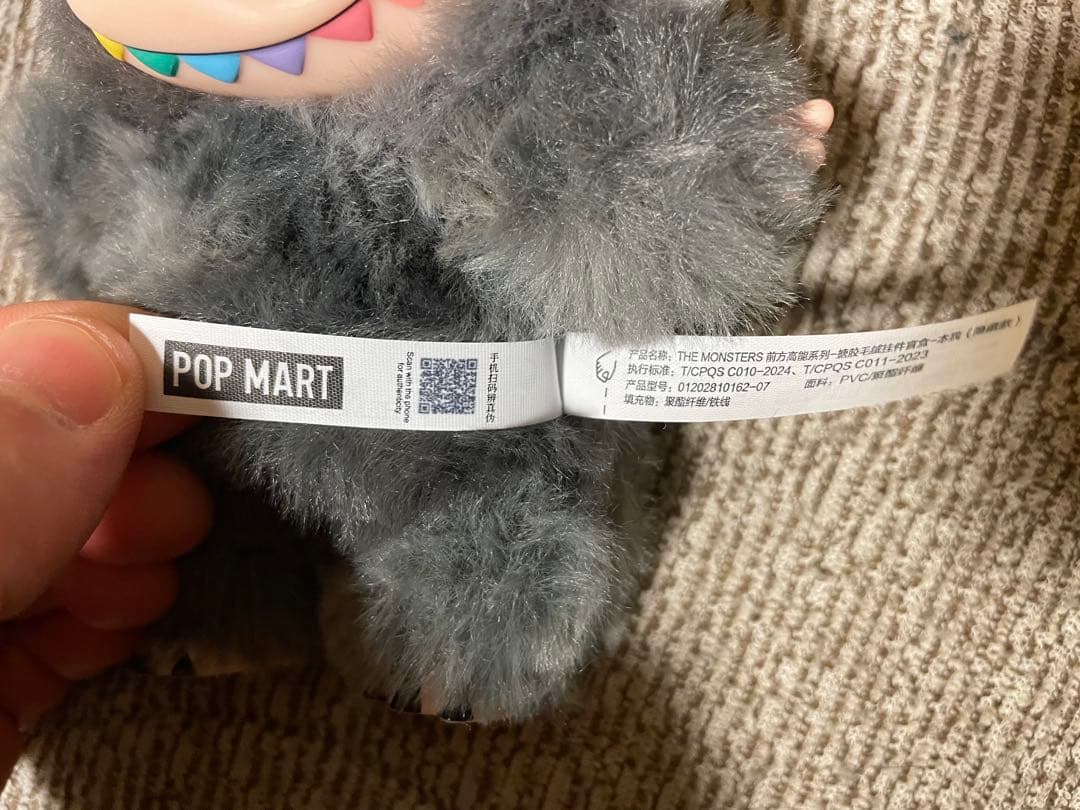 POP MART
Scan with the phone
for authenticity
手机扫码辨真伪
产品名称：THE MONSTERS 前方高能系列-搪胶毛绒挂件盲盒-本我（隐藏款）
执行标准：T/CPQS C010-2024、T/CPQS C011-2023
产品型号：01202810162-07 面料：PVC/聚酯纤维
填充物：聚酯纤维/铁线